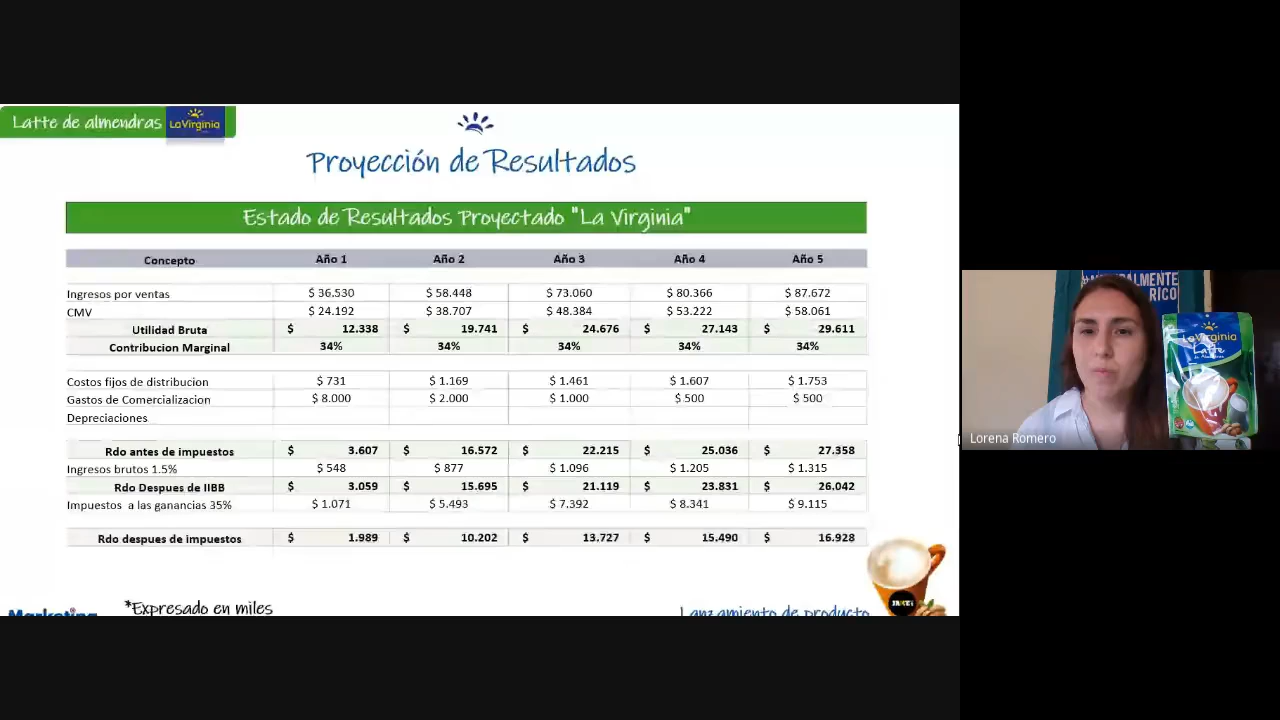 Latte de almendras LaVirginia
Proyección de Resultados
Estado de Resultados Proyectado "La Virginia"
Concepto Año 1 Año 2 Año 3 Año 4 Año 5
Ingresos por ventas $ 36.530 $ 58.448 $ 73.060 $ 80.366 $ 87.672
CMV $ 24.192 $ 38.707 $ 48.384 $ 53.222 $ 58.061
Utilidad Bruta $ 12.338 $ 19.741 $ 24.676 $ 27.143 $ 29.611
Contribucion Marginal 34% 34% 34% 34% 34%
Costos fijos de distribucion $ 731 $ 1.169 $ 1.461 $ 1.607 $ 1.753
Gastos de Comercializacion $ 8.000 $ 2.000 $ 1.000 $ 500 $ 500
Depreciaciones
Rdo antes de impuestos $ 3.607 $ 16.572 $ 22.215 $ 25.036 $ 27.358
Ingresos brutos 1.5% $ 548 $ 877 $ 1.096 $ 1.205 $ 1.315
Rdo Despues de IIBB $ 3.059 $ 15.695 $ 21.119 $ 23.831 $ 26.042
Impuestos a las ganancias 35% $ 1.071 $ 5.493 $ 7.392 $ 8.341 $ 9.115
Rdo despues de impuestos $ 1.989 $ 10.202 $ 13.727 $ 15.490 $ 16.928
*Expresado en miles
Marketing
Lanzamiento de producto
RICO
LaVirginia
Latte
Lorena Romero